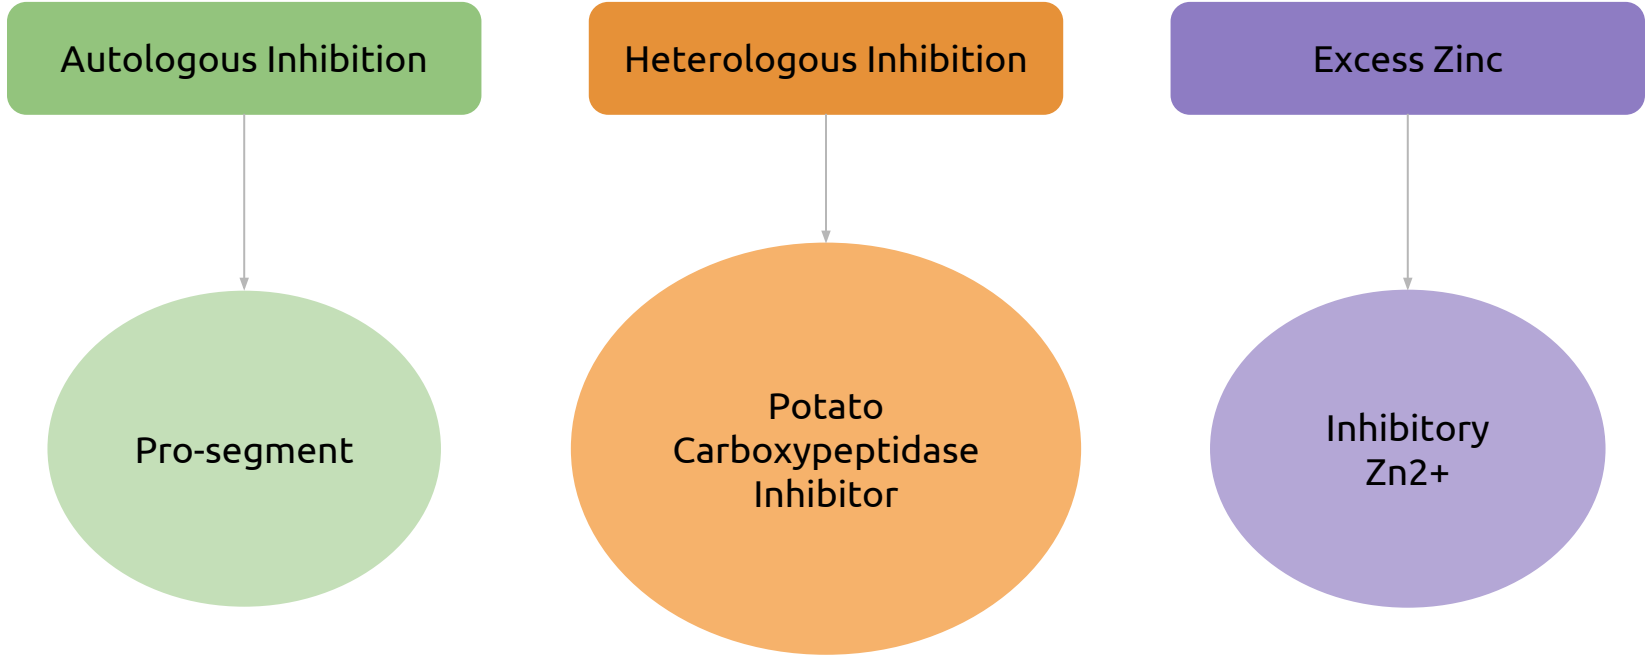 Autologous Inhibition
Heterologous Inhibition
Excess Zinc
Pro-segment
Potato
Carboxypeptidase
Inhibitor
Inhibitory
Zn2+